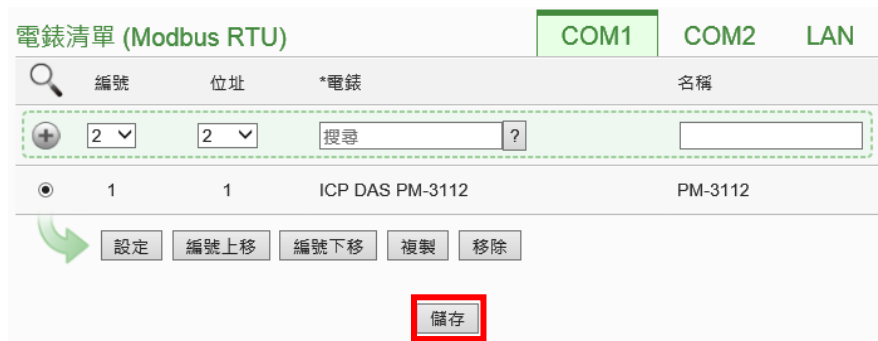 電錶清單 (Modbus RTU) COM1 COM2 LAN
編號 位址 *電錶 名稱
2 2 搜尋 ?
1 1 ICP DAS PM-3112 PM-3112
設定 編號上移 編號下移 複製 移除
儲存